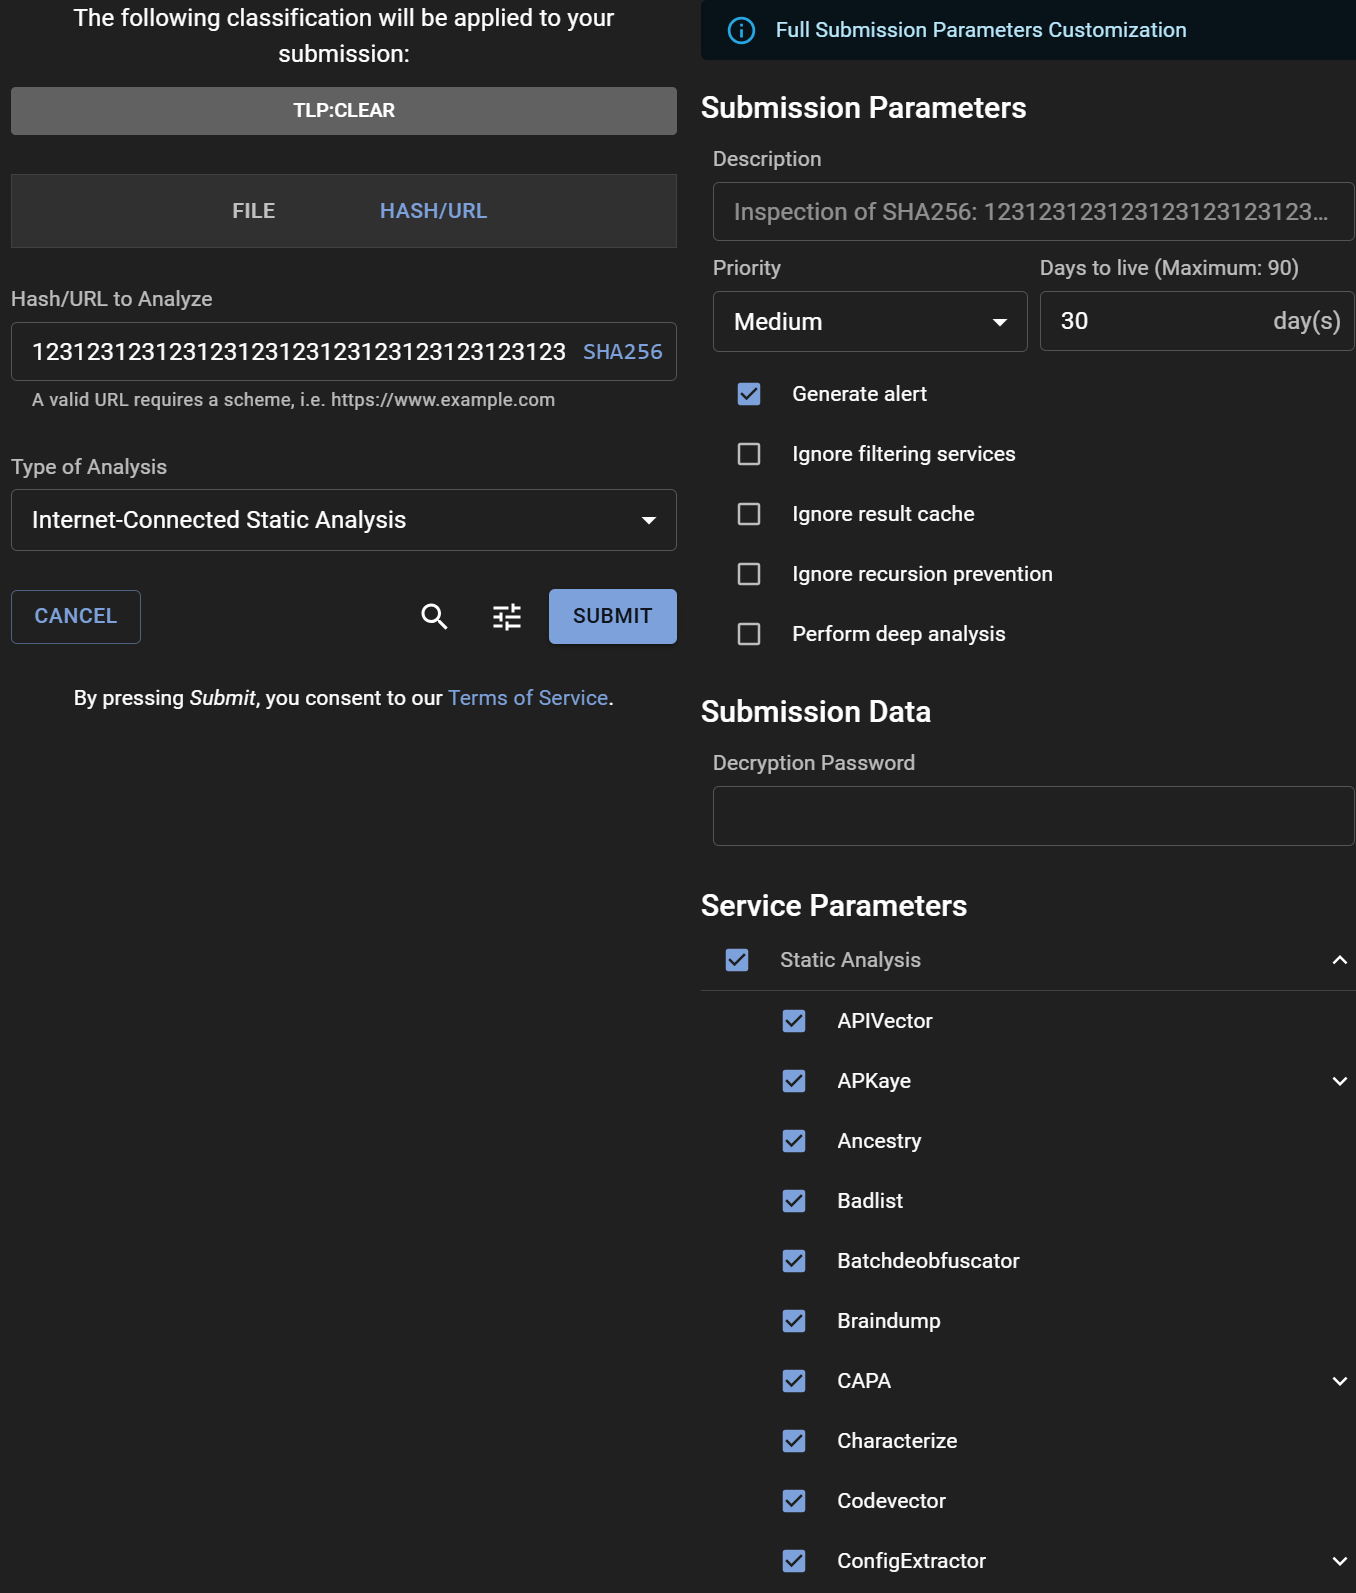 The following classification will be applied to your
submission:
TLP:CLEAR
FILE
HASH/URL
Hash/URL to Analyze
123123123123123123123123123123123123123
SHA256
A valid URL requires a scheme, i.e. https://www.example.com
Type of Analysis
Internet-Connected Static Analysis
CANCEL
SUBMIT
By pressing Submit, you consent to our Terms of Service.
Full Submission Parameters Customization
Submission Parameters
Description
Inspection of SHA256: 123123123123123123123123...
Priority
Days to live (Maximum: 90)
Medium
30
day(s)
Generate alert
Ignore filtering services
Ignore result cache
Ignore recursion prevention
Perform deep analysis
Submission Data
Decryption Password
Service Parameters
Static Analysis
APIVector
APKaye
Ancestry
Badlist
Batchdeobfuscator
Braindump
CAPA
Characterize
Codevector
ConfigExtractor